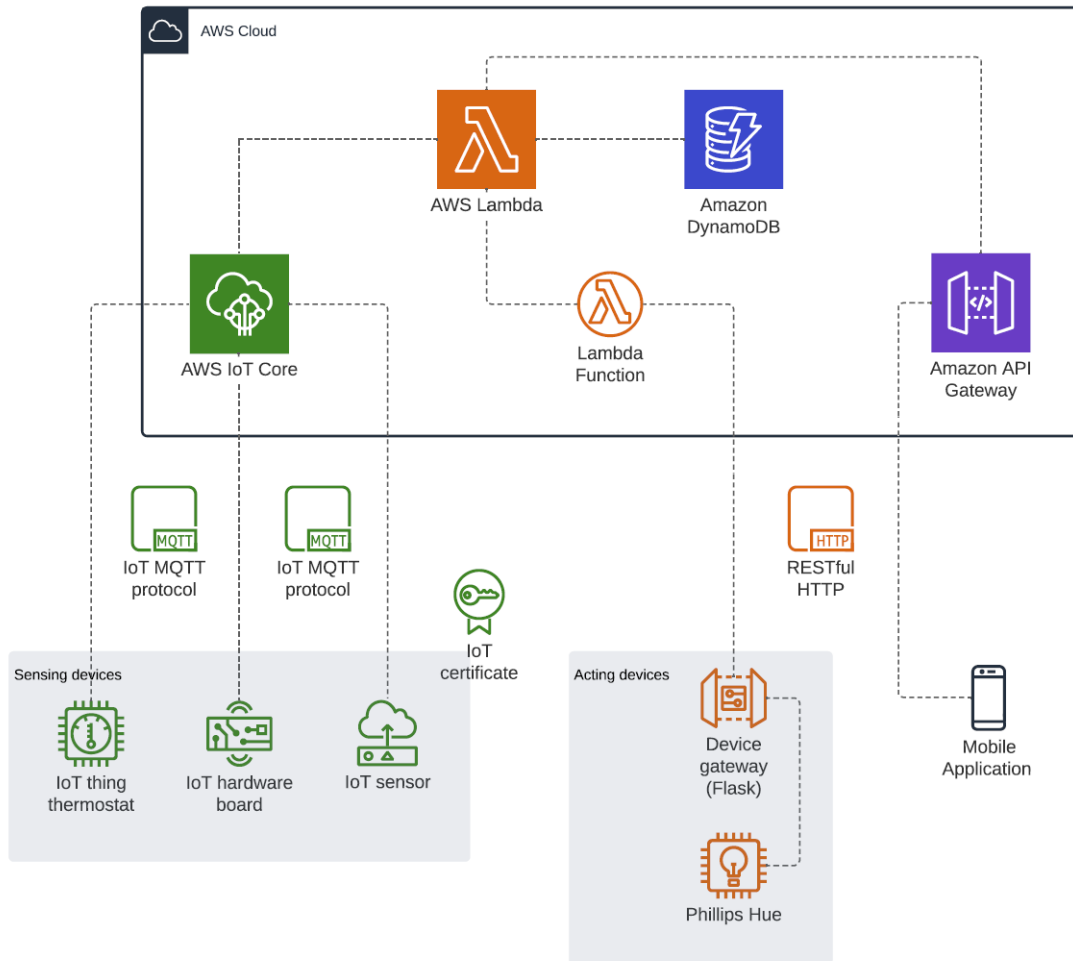 AWS Cloud
AWS Lambda
Amazon
DynamoDB
AWS IoT Core
Lambda
Function
Amazon API
Gateway
MQTT
IoT MQTT
protocol
MQTT
IoT MQTT
protocol
HTTP
RESTful
HTTP
IoT
certificate
Sensing devices
IoT thing
thermostat
IoT hardware
board
IoT sensor
Acting devices
Device
gateway
(Flask)
Phillips Hue
Mobile
Application